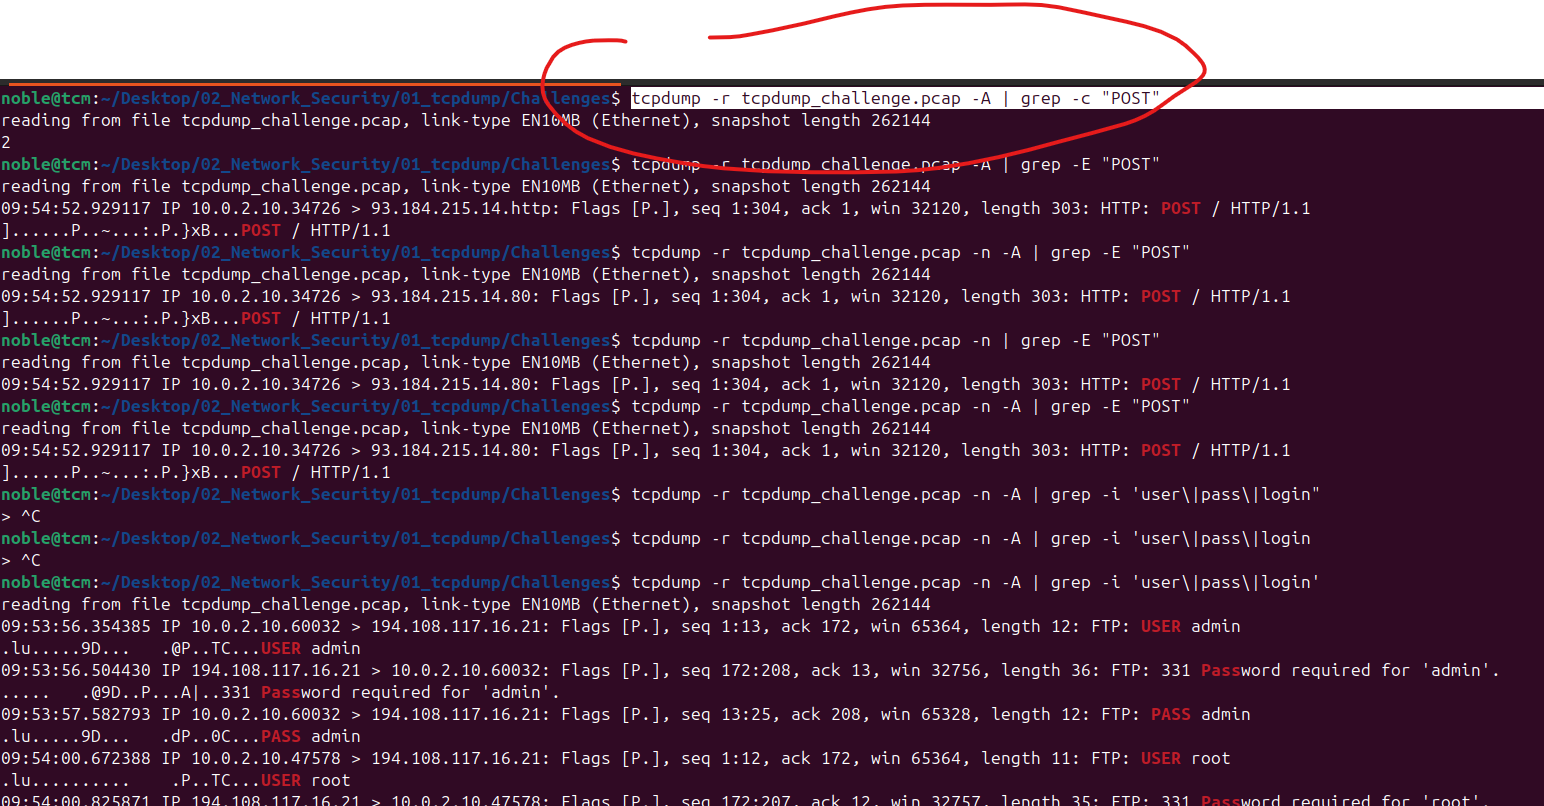 noble@tcm:~/Desktop/02_Network_Security/01_tcpdump/Challenges$ tcpdump -r tcpdump_challenge.pcap -A | grep -c "POST"
reading from file tcpdump_challenge.pcap, link-type EN10MB (Ethernet), snapshot length 262144
2
noble@tcm:~/Desktop/02_Network_Security/01_tcpdump/Challenges$ tcpdump -r tcpdump_challenge.pcap -A | grep -E "POST"
reading from file tcpdump_challenge.pcap, link-type EN10MB (Ethernet), snapshot length 262144
09:54:52.929117 IP 10.0.2.10.34726 > 93.184.215.14.http: Flags [P.], seq 1:304, ack 1, win 32120, length 303: HTTP: POST / HTTP/1.1
]......P..~...:.P.}xB...POST / HTTP/1.1
noble@tcm:~/Desktop/02_Network_Security/01_tcpdump/Challenges$ tcpdump -r tcpdump_challenge.pcap -n -A | grep -E "POST"
reading from file tcpdump_challenge.pcap, link-type EN10MB (Ethernet), snapshot length 262144
09:54:52.929117 IP 10.0.2.10.34726 > 93.184.215.14.80: Flags [P.], seq 1:304, ack 1, win 32120, length 303: HTTP: POST / HTTP/1.1
]......P..~...:.P.}xB...POST / HTTP/1.1
noble@tcm:~/Desktop/02_Network_Security/01_tcpdump/Challenges$ tcpdump -r tcpdump_challenge.pcap -n | grep -E "POST"
reading from file tcpdump_challenge.pcap, link-type EN10MB (Ethernet), snapshot length 262144
09:54:52.929117 IP 10.0.2.10.34726 > 93.184.215.14.80: Flags [P.], seq 1:304, ack 1, win 32120, length 303: HTTP: POST / HTTP/1.1
noble@tcm:~/Desktop/02_Network_Security/01_tcpdump/Challenges$ tcpdump -r tcpdump_challenge.pcap -n -A | grep -E "POST"
reading from file tcpdump_challenge.pcap, link-type EN10MB (Ethernet), snapshot length 262144
09:54:52.929117 IP 10.0.2.10.34726 > 93.184.215.14.80: Flags [P.], seq 1:304, ack 1, win 32120, length 303: HTTP: POST / HTTP/1.1
]......P..~...:.P.}xB...POST / HTTP/1.1
noble@tcm:~/Desktop/02_Network_Security/01_tcpdump/Challenges$ tcpdump -r tcpdump_challenge.pcap -n -A | grep -i 'user\|pass\|login"
> ^C
noble@tcm:~/Desktop/02_Network_Security/01_tcpdump/Challenges$ tcpdump -r tcpdump_challenge.pcap -n -A | grep -i 'user\|pass\|login
> ^C
noble@tcm:~/Desktop/02_Network_Security/01_tcpdump/Challenges$ tcpdump -r tcpdump_challenge.pcap -n -A | grep -i 'user\|pass\|login'
reading from file tcpdump_challenge.pcap, link-type EN10MB (Ethernet), snapshot length 262144
09:53:56.354385 IP 10.0.2.10.60032 > 194.108.117.16.21: Flags [P.], seq 1:13, ack 172, win 65364, length 12: FTP: USER admin
.lu.....9D...   .@P..TC...USER admin
09:53:56.504430 IP 194.108.117.16.21 > 10.0.2.10.60032: Flags [P.], seq 172:208, ack 13, win 32756, length 36: FTP: 331 Password required for 'admin'.
.....   .@9D..P...A|..331 Password required for 'admin'.
09:53:57.582793 IP 10.0.2.10.60032 > 194.108.117.16.21: Flags [P.], seq 13:25, ack 208, win 65328, length 12: FTP: PASS admin
.lu.....9D...   .dP..0C...PASS admin
09:54:00.672388 IP 10.0.2.10.47578 > 194.108.117.16.21: Flags [P.], seq 1:12, ack 172, win 65364, length 11: FTP: USER root
.lu..........    .P..TC...USER root
09:54:00.825871 IP 194.108.117.16.21 > 10.0.2.10.47578: Flags [P.], seq 172:207, ack 12, win 32757, length 35: FTP: 331 Password required for 'root'.